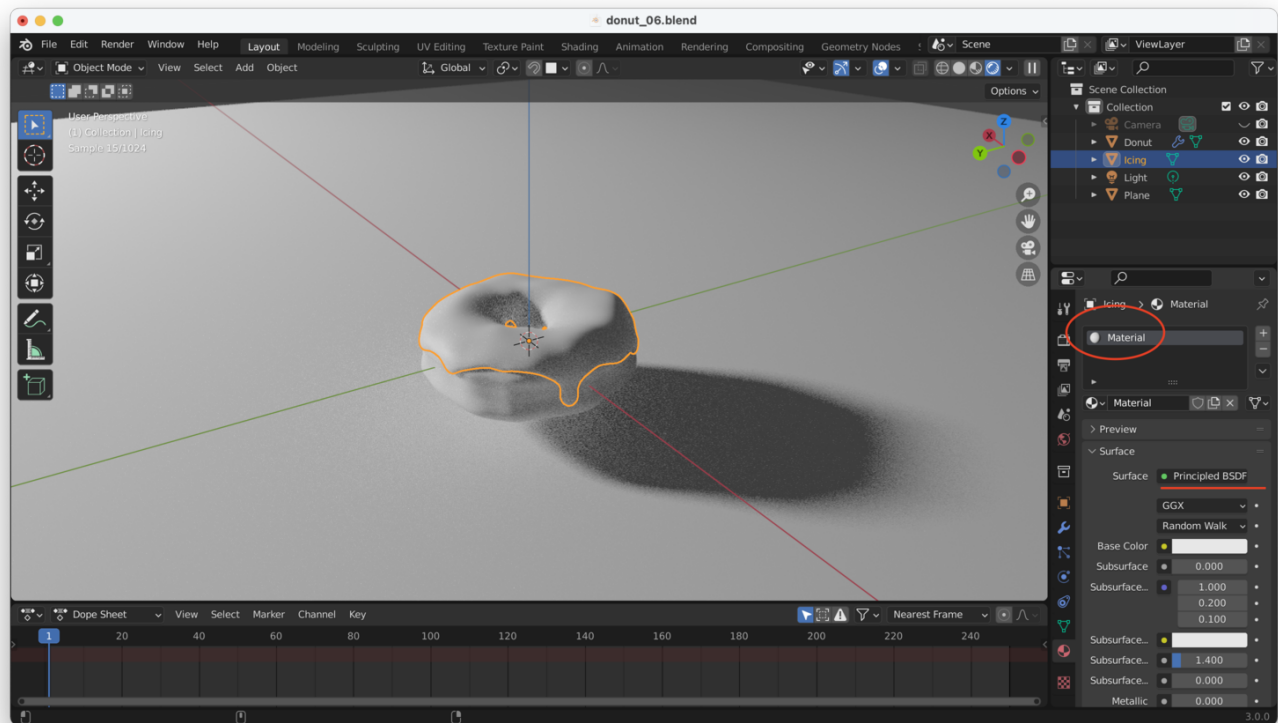 donut_06.blend
File Edit Render Window Help Layout Modeling Sculpting UV Editing Texture Paint Shading Animation Rendering Compositing Geometry Nodes Scene ViewLayer
Object Mode View Select Add Object Global
Options
User Perspective
(1) Collection | Icing
Sample 15/1024
X
Y
Z
Scene Collection
Collection
Camera
Donut
Icing
Light
Plane
Icing > Material
Material
Material
Preview
Surface
Surface Principled BSDF
GGX
Random Walk
Base Color
Subsurface 0.000
Subsurface... 1.000
0.200
0.100
Subsurface...
Subsurface... 1.400
Subsurface... 0.000
Metallic 0.000
Dope Sheet View Select Marker Channel Key Nearest Frame
1 20 40 60 80 100 120 140 160 180 200 220 240
3.0.0